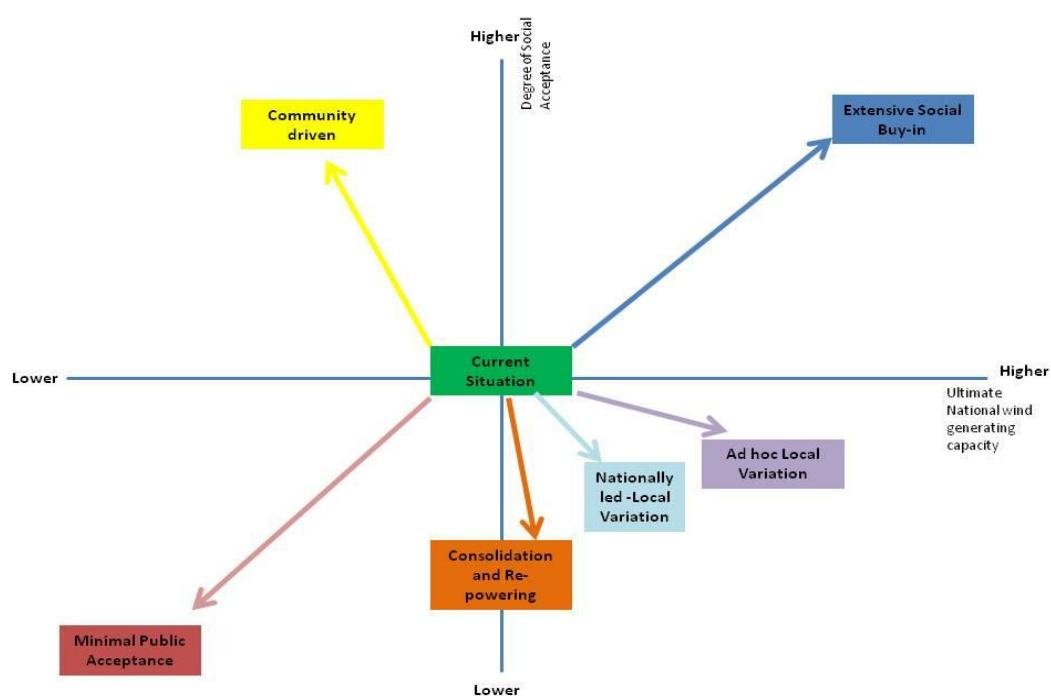 Higher
Degree of Social
Acceptance
Community
driven
Extensive Social
Buy-in
Lower
Current
Situation
Higher
Ultimate
National wind
generating
capacity
Ad hoc Local
Variation
Nationally
led -Local
Variation
Consolidation
and Re-
powering
Minimal Public
Acceptance
Lower